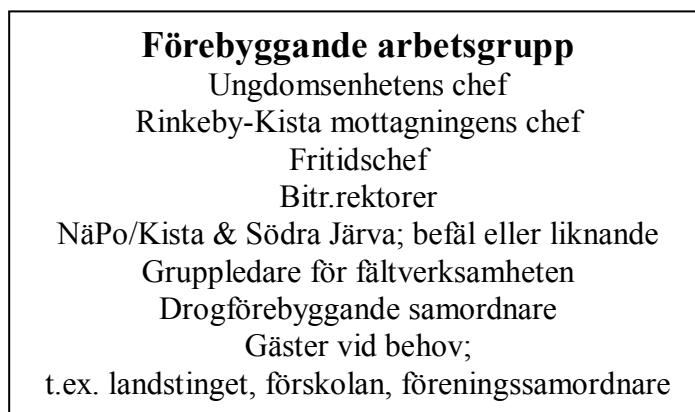 Förebyggande arbetsgrupp
Ungdomsenhetens chef
Rinkeby-Kista mottagningens chef
Fritidschef
Bitr.rektorer
NäPo/Kista & Södra Järva; befäl eller liknande
Gruppledare för fältverksamheten
Drogförebyggande samordnare
Gäster vid behov;
t.ex. landstinget, förskolan, föreningssamordnare